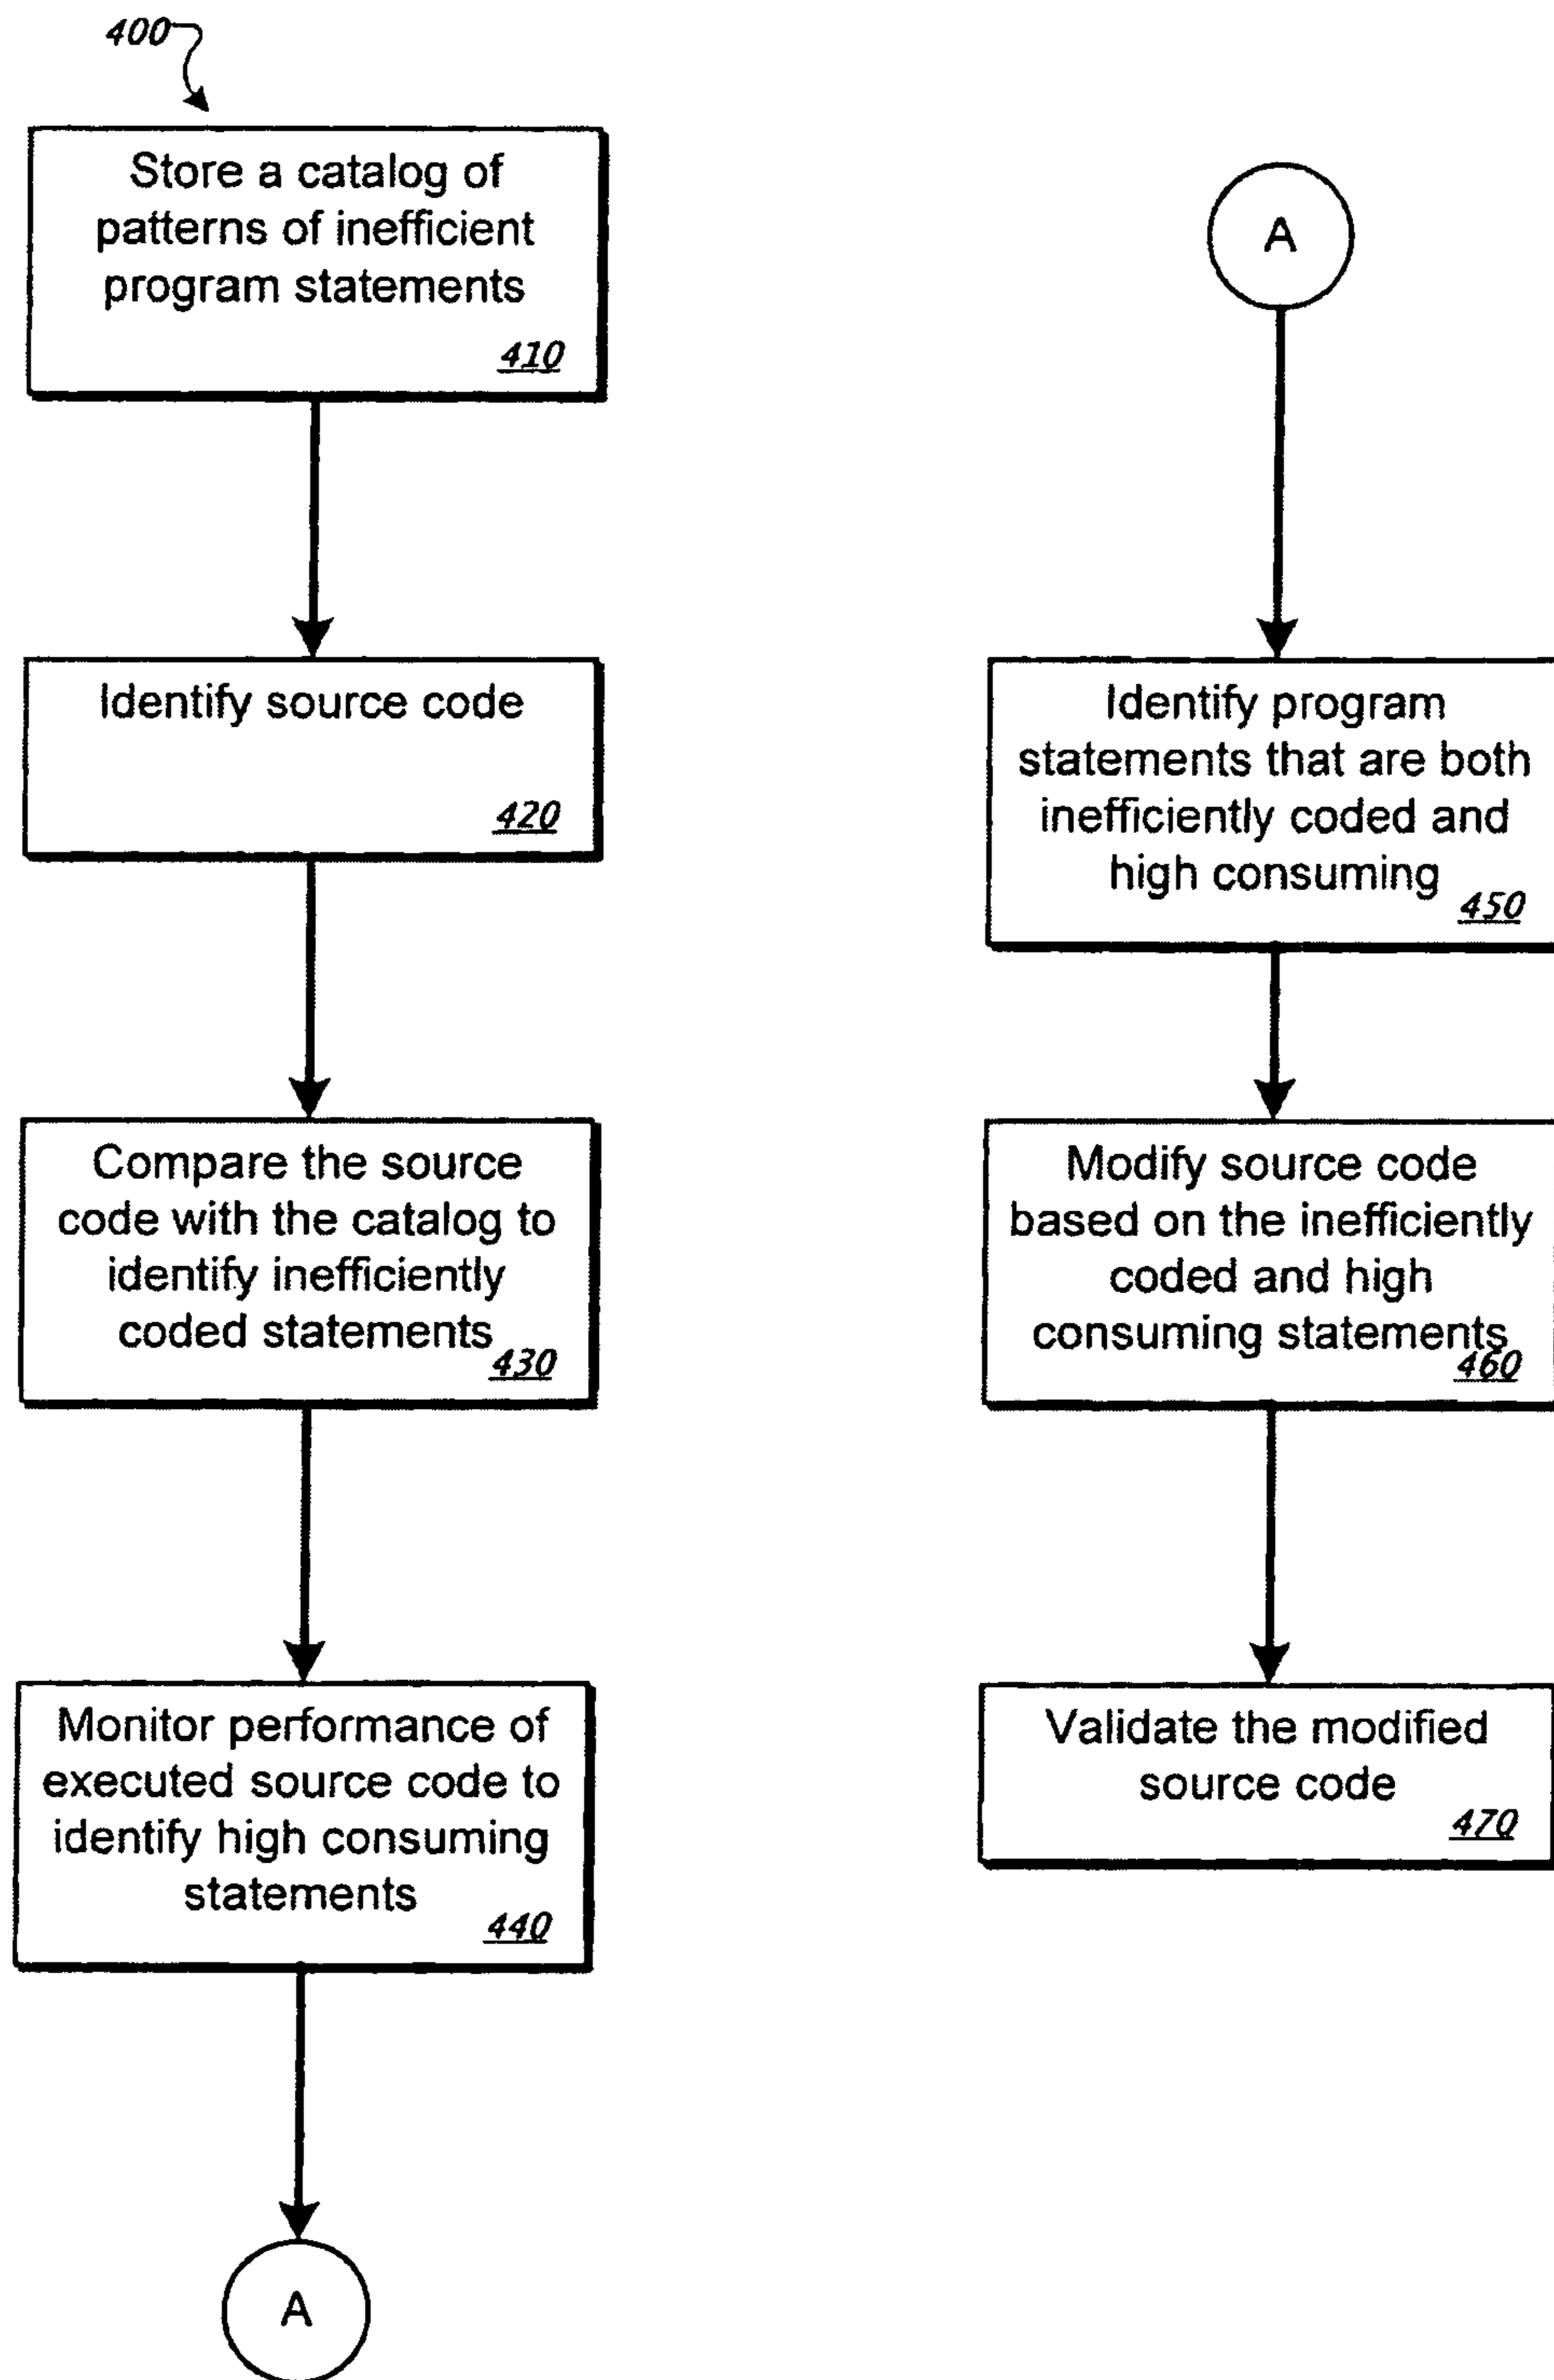 400
Store a catalog of
patterns of inefficient
program statements
410
Identify source code
420
Compare the source
code with the catalog to
identify inefficiently
coded statements
430
Monitor performance of
executed source code to
identify high consuming
statements
440
A
A
Identify program
statements that are both
inefficiently coded and
high consuming
450
Modify source code
based on the inefficiently
coded and high
consuming statements
460
Validate the modified
source code
470